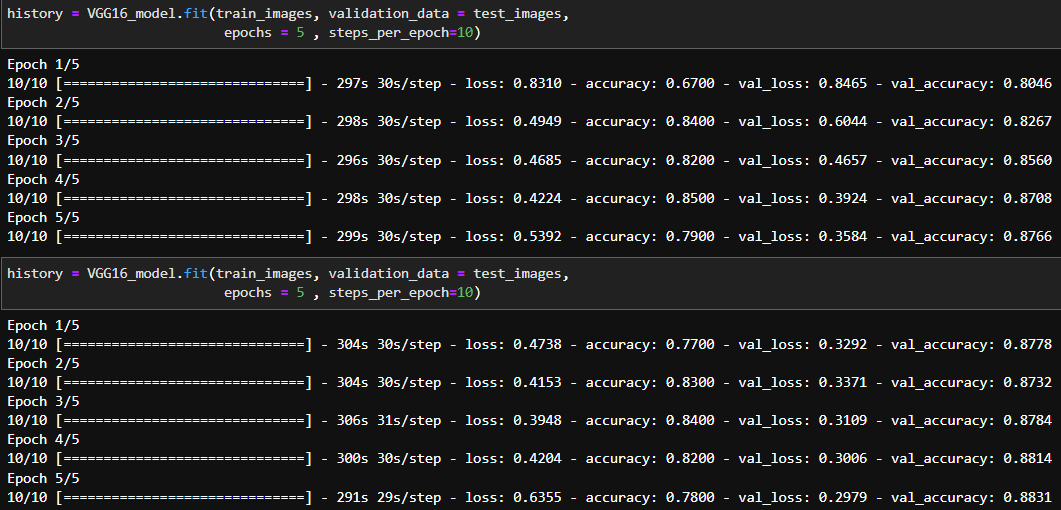 history = VGG16_model.fit(train_images, validation_data = test_images,
epochs = 5 , steps_per_epoch=10)
Epoch 1/5
10/10 [==============================] - 297s 30s/step - loss: 0.8310 - accuracy: 0.6700 - val_loss: 0.8465 - val_accuracy: 0.8046
Epoch 2/5
10/10 [==============================] - 298s 30s/step - loss: 0.4949 - accuracy: 0.8400 - val_loss: 0.6044 - val_accuracy: 0.8267
Epoch 3/5
10/10 [==============================] - 296s 30s/step - loss: 0.4685 - accuracy: 0.8200 - val_loss: 0.4657 - val_accuracy: 0.8560
Epoch 4/5
10/10 [==============================] - 298s 30s/step - loss: 0.4224 - accuracy: 0.8500 - val_loss: 0.3924 - val_accuracy: 0.8708
Epoch 5/5
10/10 [==============================] - 299s 30s/step - loss: 0.5392 - accuracy: 0.7900 - val_loss: 0.3584 - val_accuracy: 0.8766
history = VGG16_model.fit(train_images, validation_data = test_images,
epochs = 5 , steps_per_epoch=10)
Epoch 1/5
10/10 [==============================] - 304s 30s/step - loss: 0.4738 - accuracy: 0.7700 - val_loss: 0.3292 - val_accuracy: 0.8778
Epoch 2/5
10/10 [==============================] - 304s 30s/step - loss: 0.4153 - accuracy: 0.8300 - val_loss: 0.3371 - val_accuracy: 0.8732
Epoch 3/5
10/10 [==============================] - 306s 31s/step - loss: 0.3948 - accuracy: 0.8400 - val_loss: 0.3109 - val_accuracy: 0.8784
Epoch 4/5
10/10 [==============================] - 300s 30s/step - loss: 0.4204 - accuracy: 0.8200 - val_loss: 0.3006 - val_accuracy: 0.8814
Epoch 5/5
10/10 [==============================] - 291s 29s/step - loss: 0.6355 - accuracy: 0.7800 - val_loss: 0.2979 - val_accuracy: 0.8831